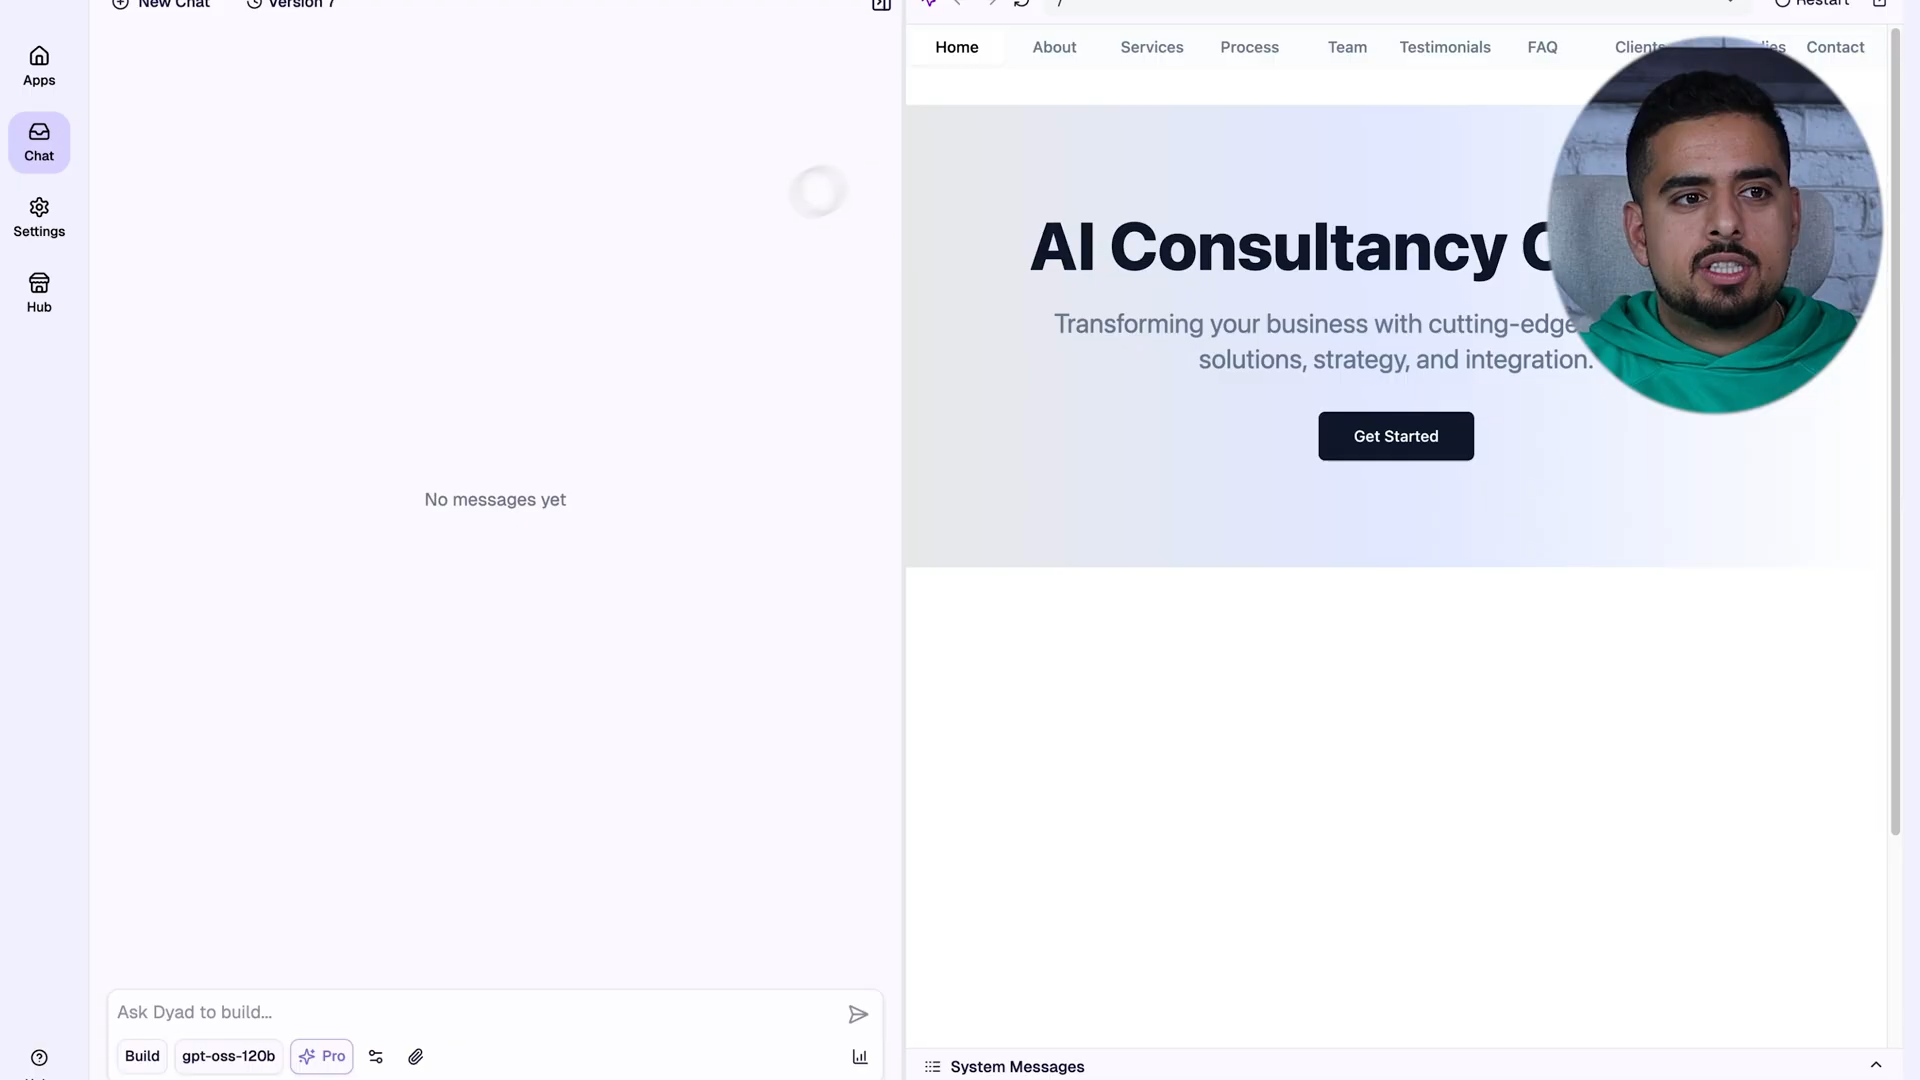 New Chat
Version 7
Restart
/
Apps
Chat
Settings
Hub
Home
About
Services
Process
Team
Testimonials
FAQ
Clients
Contact
AI Consultancy
Transforming your business with cutting-edge
solutions, strategy, and integration.
Get Started
No messages yet
Ask Dyad to build...
Build
gpt-oss-120b
Pro
System Messages